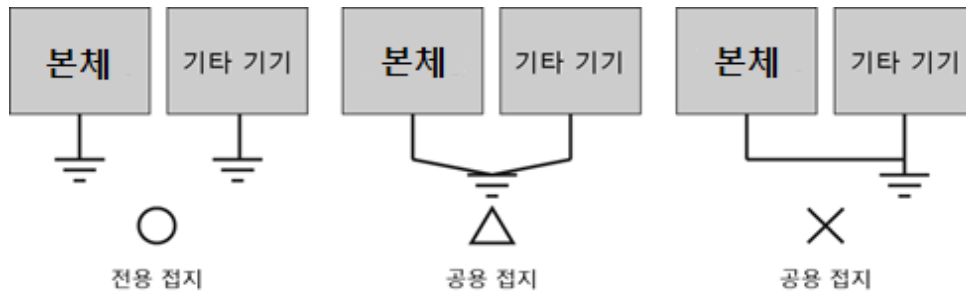 본체 기타 기기 본체 기타 기기 본체 기타 기기
전용 접지 공용 접지 공용 접지